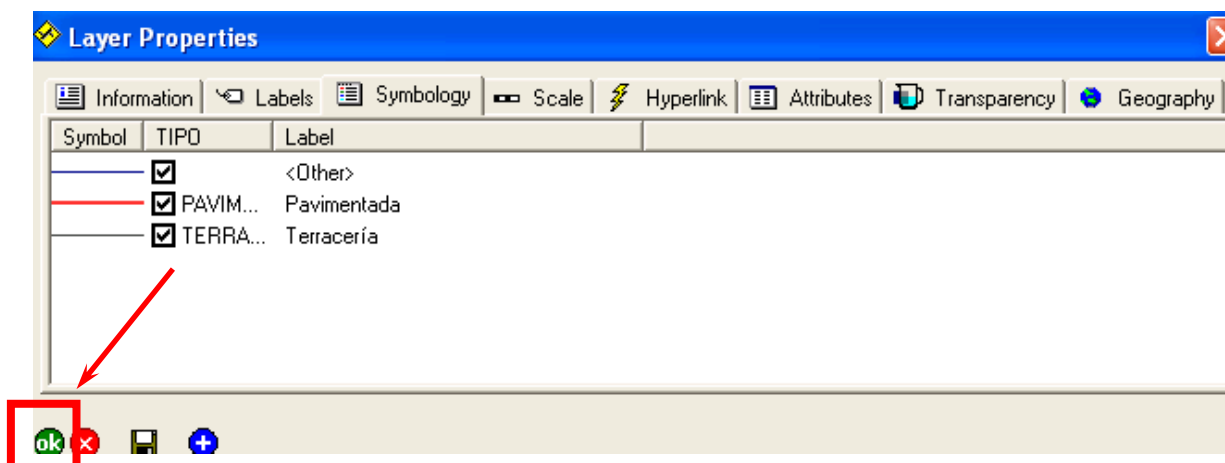 Layer Properties
Information Labels Symbology Scale Hyperlink Attributes Transparency Geography
Symbol TIPO Label
<Other>
PAVIM... Pavimentada
TERRA... Terracería
ok